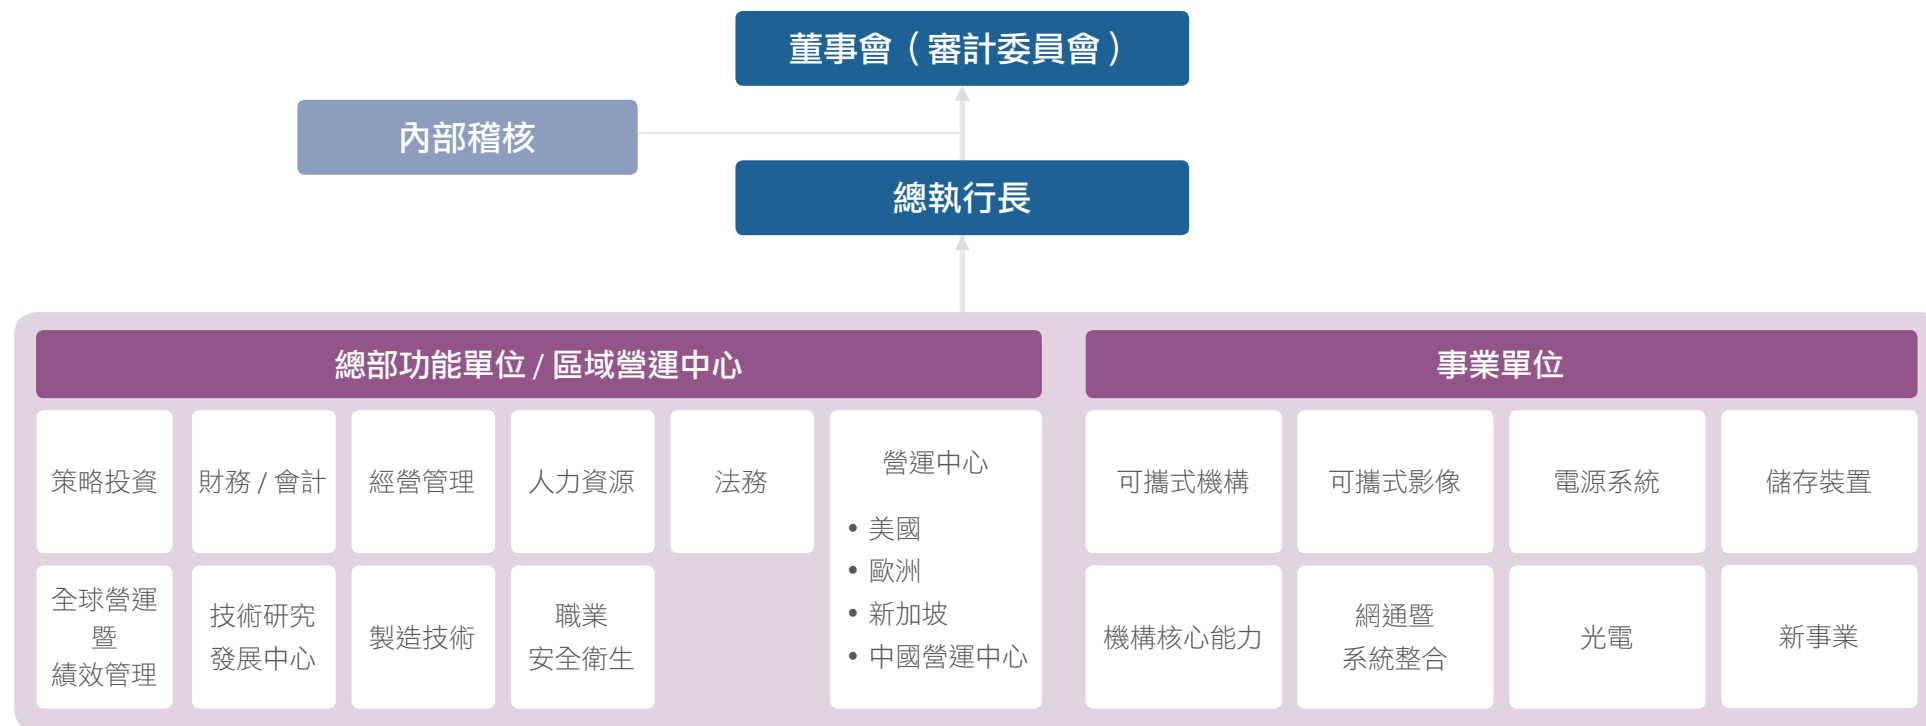 董事會（審計委員會）
內部稽核
總執行長
總部功能單位 / 區域營運中心
策略投資
財務 / 會計
經營管理
人力資源
法務
營運中心
• 美國
• 歐洲
• 新加坡
• 中國營運中心
全球營運
暨
績效管理
技術研究
發展中心
製造技術
職業
安全衛生
事業單位
可攜式機構
可攜式影像
電源系統
儲存裝置
機構核心能力
網通暨
系統整合
光電
新事業